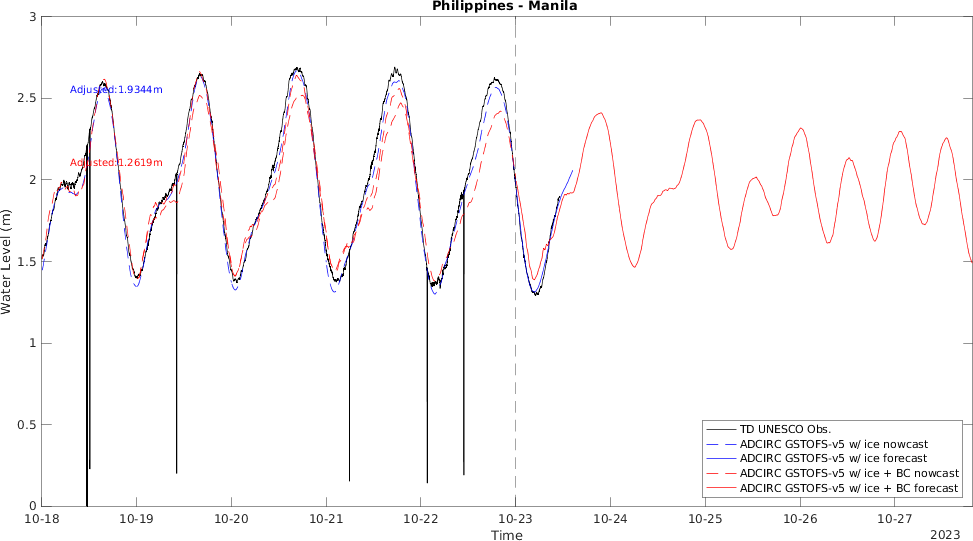 Philippines - Manila
3
2.5
2
1.5
1
0.5
0
Water Level (m)
Adjusted:1.9344m
Adjusted:1.2619m
TD UNESCO Obs.
ADCIRC GSTOFS-v5 w/ ice nowcast
ADCIRC GSTOFS-v5 w/ ice forecast
ADCIRC GSTOFS-v5 w/ ice + BC nowcast
ADCIRC GSTOFS-v5 w/ ice + BC forecast
10-18 10-19 10-20 10-21 10-22 10-23 10-24 10-25 10-26 10-27
Time
2023